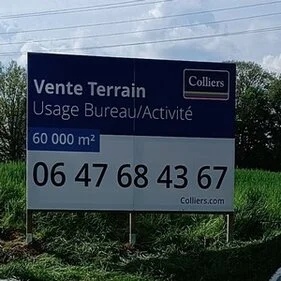 Vente Terrain
Colliers
Usage Bureau/Activité
60 000 m²
06 47 68 43 67
Colliers.com